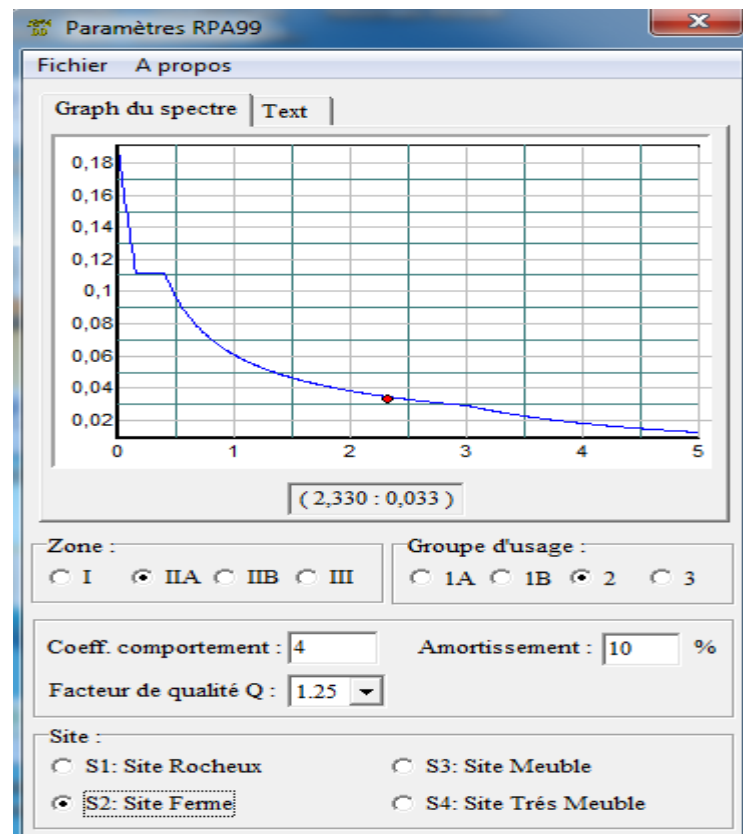 Paramètres RPA99
Fichier A propos
Graph du spectre Text
0,18
0,16
0,14
0,12
0,1
0,08
0,06
0,04
0,02
0 1 2 3 4 5
( 2,330 : 0,033 )
Zone : Groupe d'usage :
I IIA IIB III 1A 1B 2 3
Coeff. comportement : 4 Amortissement : 10 %
Facteur de qualité Q : 1.25
Site :
S1: Site Rocheux S3: Site Meuble
S2: Site Ferme S4: Site Trés Meuble